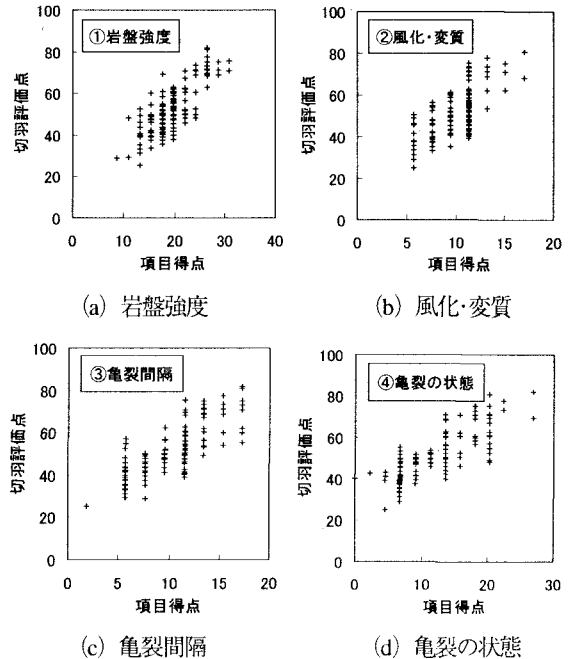 ①岩盤強度
切羽評価点
100
80
60
40
20
0
0 10 20 30 40
項目得点
(a) 岩盤強度
②風化・変質
切羽評価点
100
80
60
40
20
0
0 5 10 15 20
項目得点
(b) 風化・変質
③亀裂間隔
切羽評価点
100
80
60
40
20
0
0 5 10 15 20
項目得点
(c) 亀裂間隔
④亀裂の状態
切羽評価点
100
80
60
40
20
0
0 10 20 30
項目得点
(d) 亀裂の状態